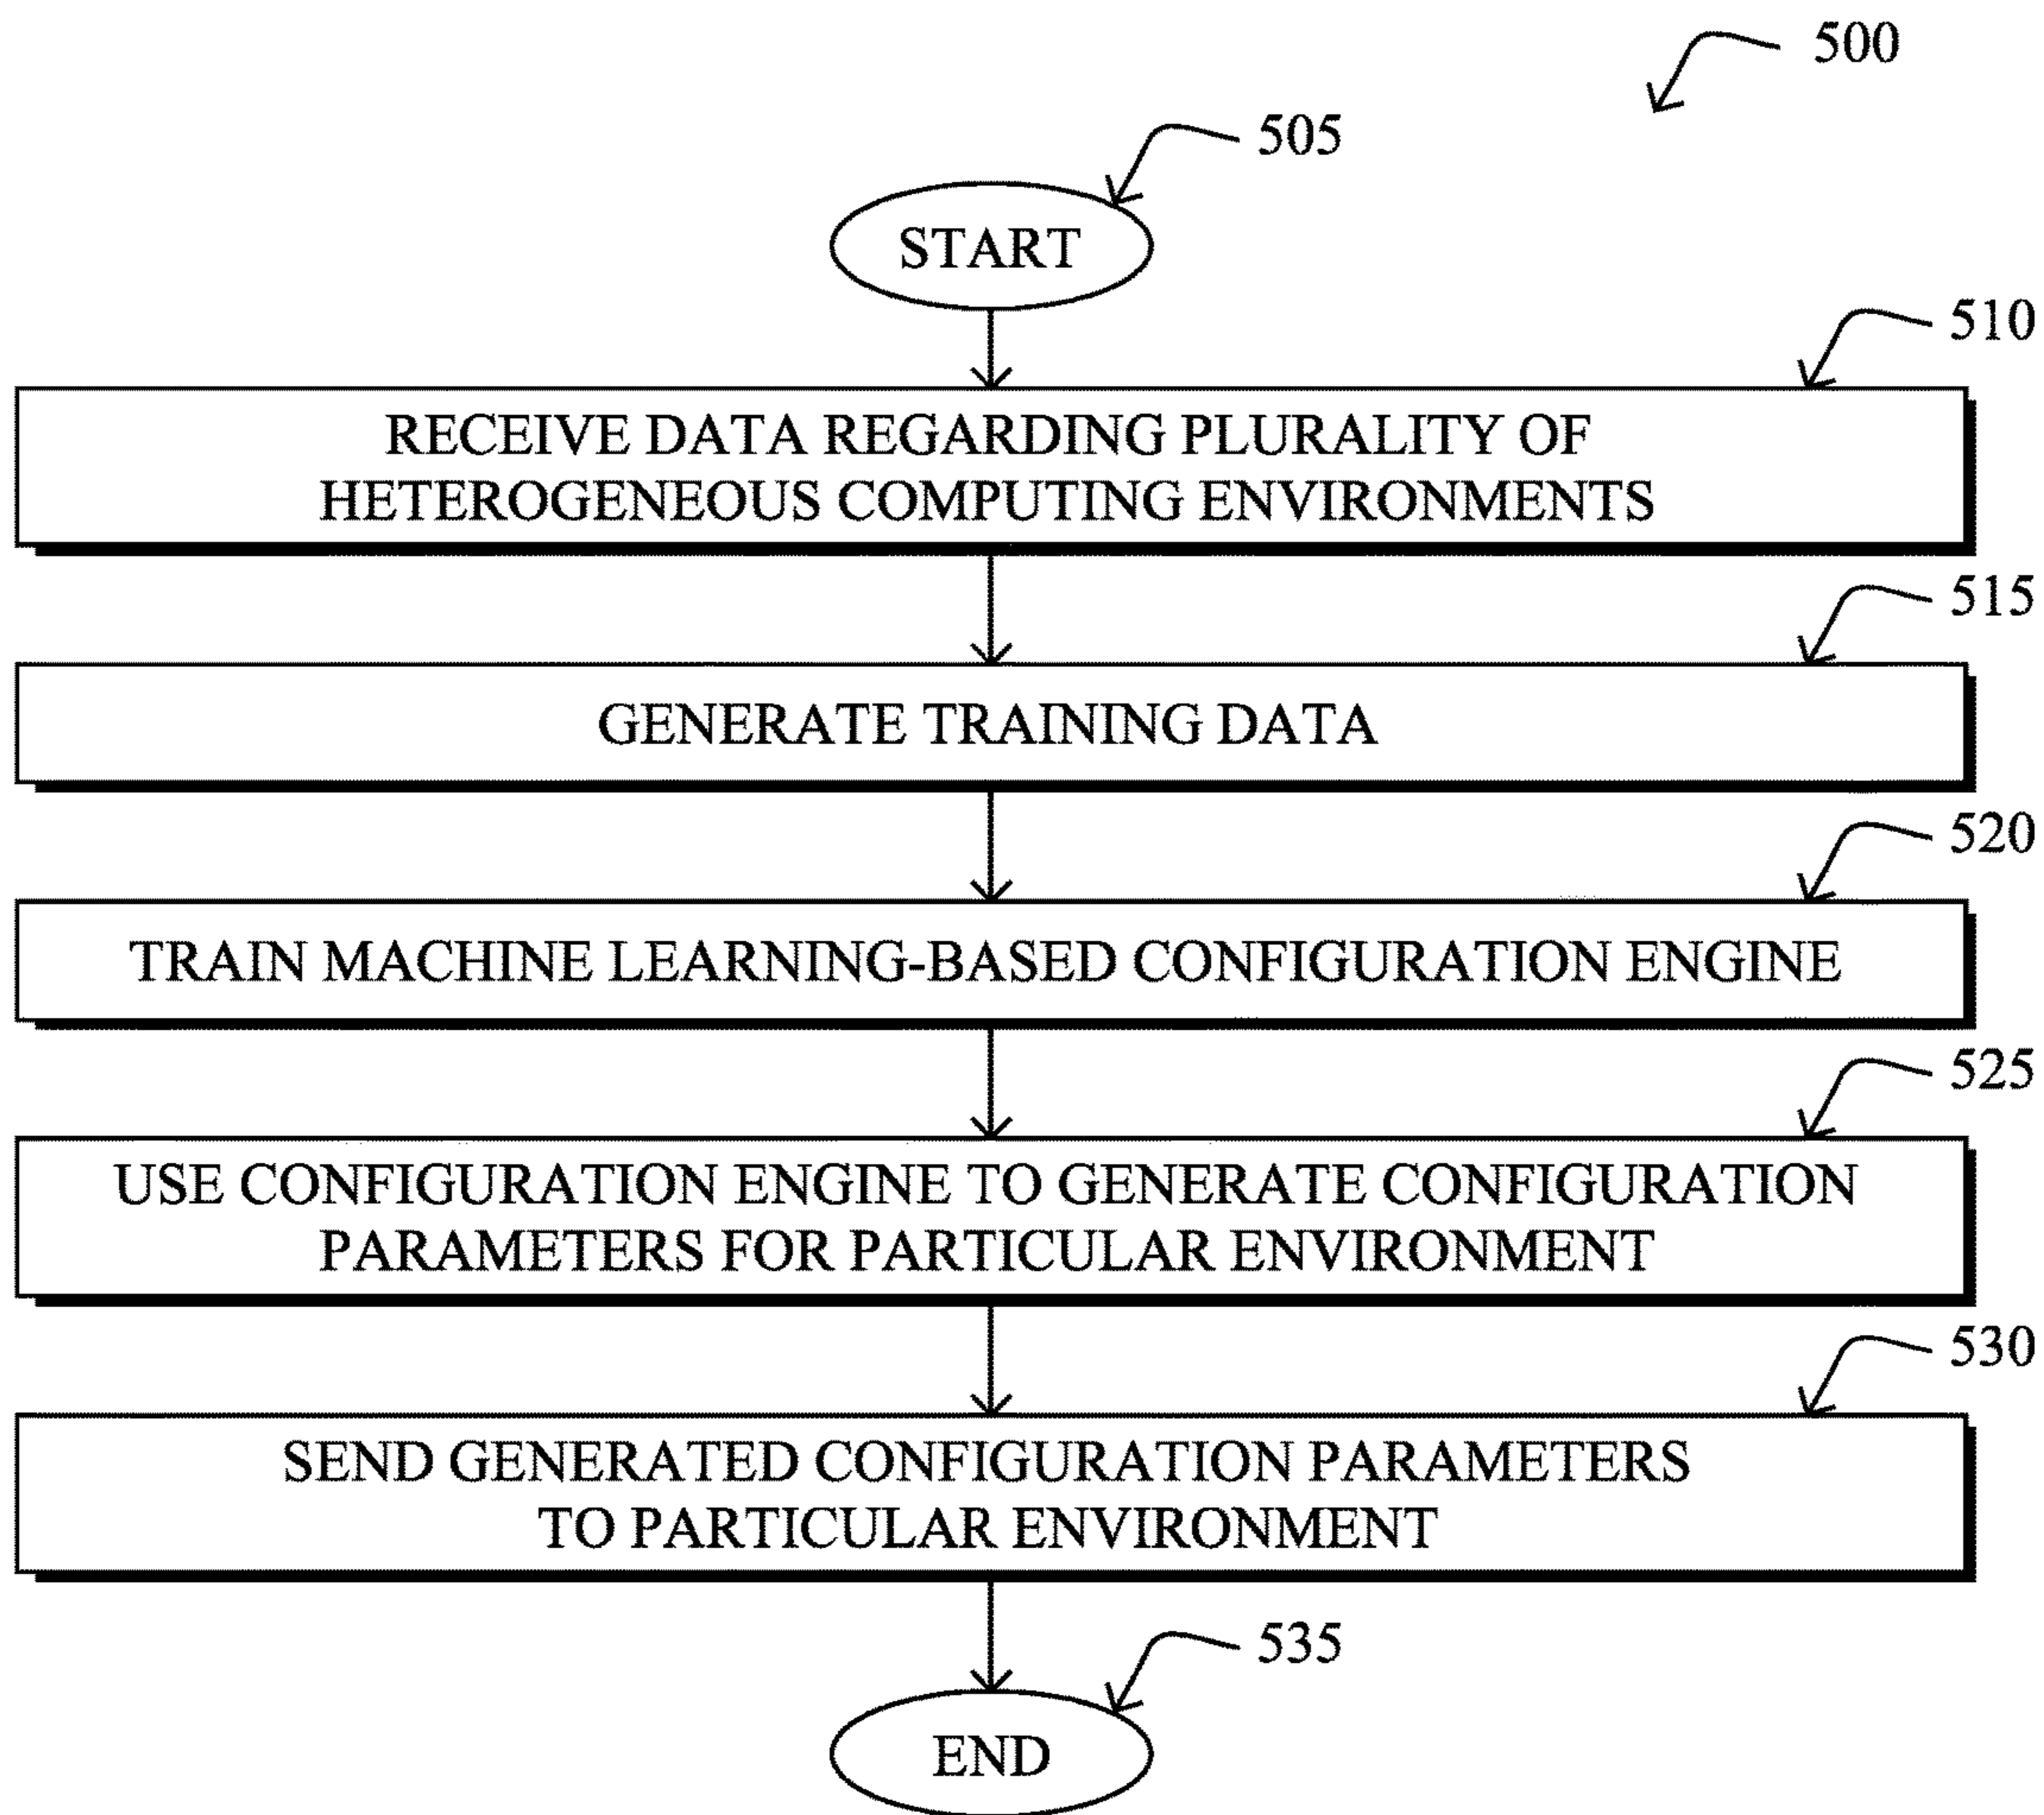 500
505
START
510
RECEIVE DATA REGARDING PLURALITY OF
HETEROGENEOUS COMPUTING ENVIRONMENTS
515
GENERATE TRAINING DATA
520
TRAIN MACHINE LEARNING-BASED CONFIGURATION ENGINE
525
USE CONFIGURATION ENGINE TO GENERATE CONFIGURATION
PARAMETERS FOR PARTICULAR ENVIRONMENT
530
SEND GENERATED CONFIGURATION PARAMETERS
TO PARTICULAR ENVIRONMENT
535
END